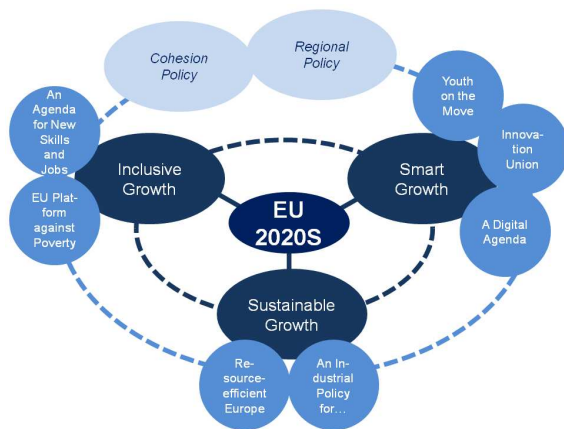 Cohesion
Policy
Regional
Policy
Youth
on the
Move
An
Agenda
for New
Skills
and
Jobs
Innova-
tion
Union
Inclusive
Growth
Smart
Growth
EU Plat-
form
against
Poverty
EU
2020S
A Digital
Agenda
Sustainable
Growth
Re-
source-
efficient
Europe
An In-
dustrial
Policy
for...